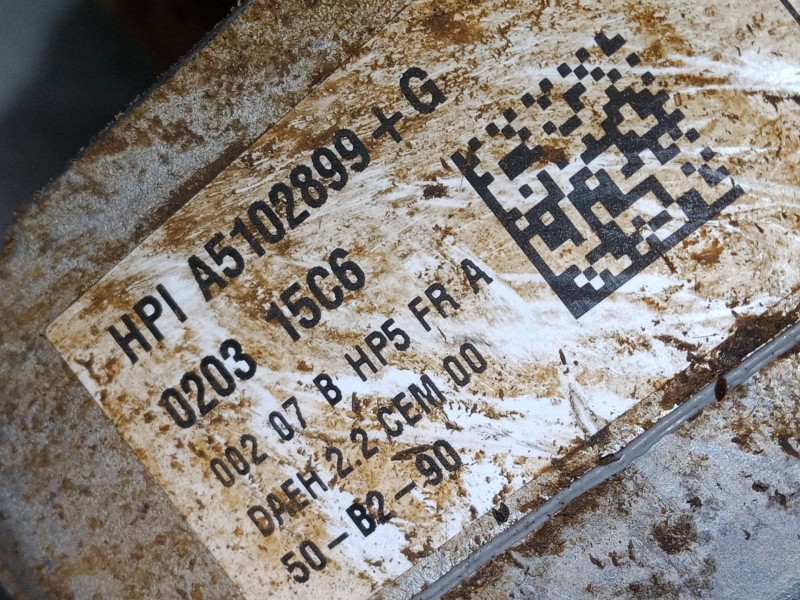 HPI A5102899+G
0203 15C6
002 07 B HP5 FR A
DAEH 2.2 CEM 00
50-B2-90